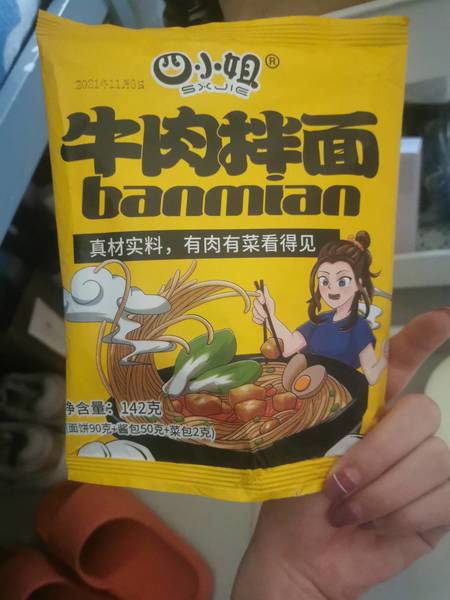 四小姐®
SXJIE
2021年11月
牛肉拌面
banmian
真材实料，有肉有菜看得见
净含量：142克
(面饼90克+酱包50克+菜包2克)